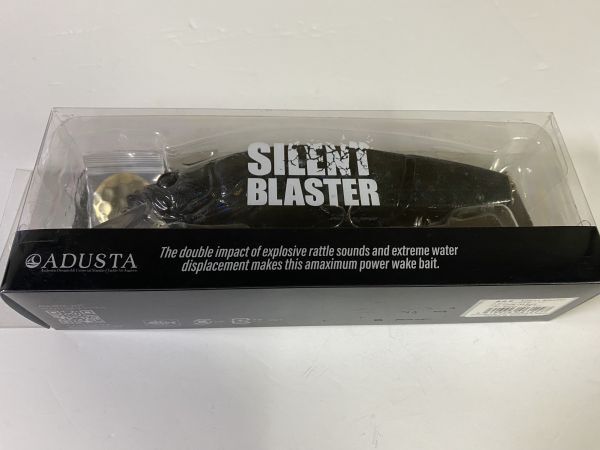 SILENT
BLASTER
ADUSTA
The double impact of explosive rattle sounds and extreme water
displacement makes this amaximum power wake bait.